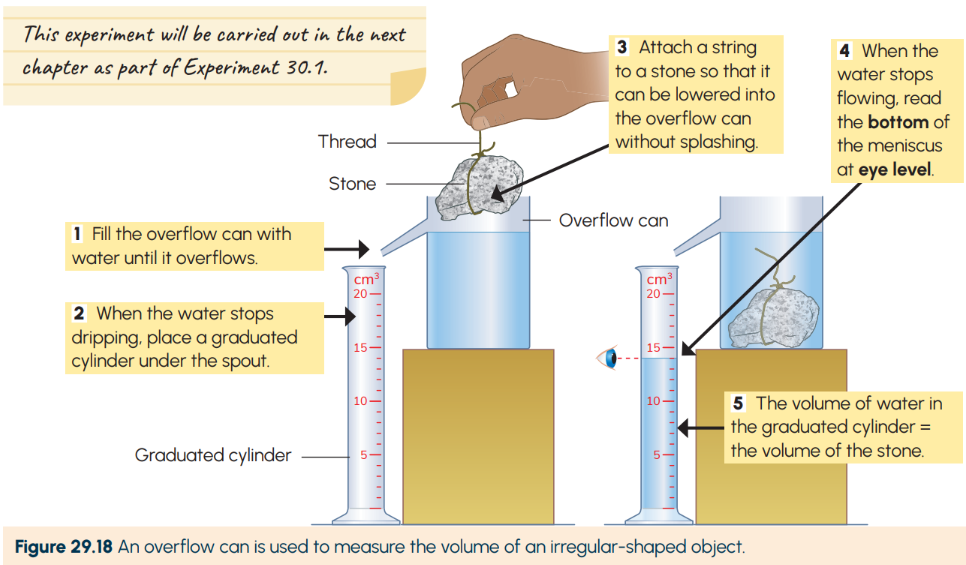 This experiment will be carried out in the next
chapter as part of Experiment 30.1.
Thread
Stone
1 Fill the overflow can with
water until it overflows.
2 When the water stops
dripping, place a graduated
cylinder under the spout.
Graduated cylinder
3 Attach a string
to a stone so that it
can be lowered into
the overflow can
without splashing.
Overflow can
4 When the
water stops
flowing, read
the bottom of
the meniscus
at eye level.
cm³
20
15
10
5
cm³
20
15
10
5
5 The volume of water in
the graduated cylinder =
the volume of the stone.
Figure 29.18 An overflow can is used to measure the volume of an irregular-shaped object.